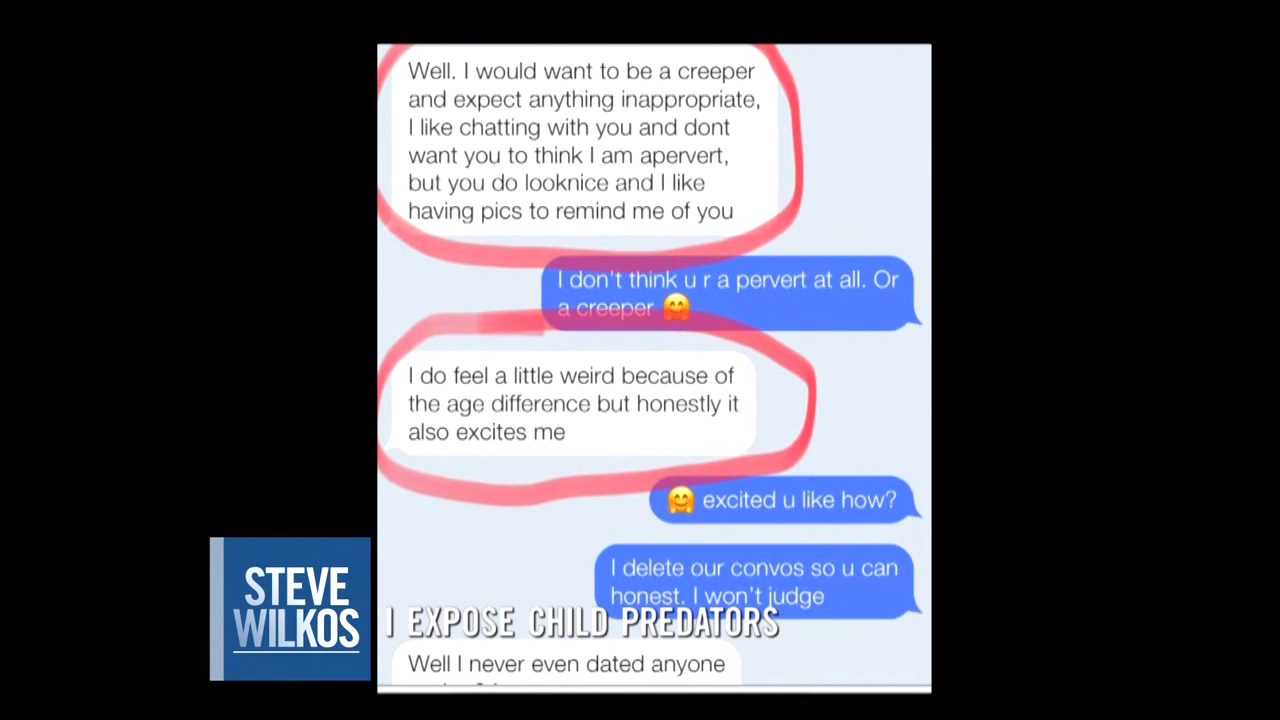 Well. I would want to be a creeper
and expect anything inappropriate,
I like chatting with you and dont
want you to think I am apervert,
but you do looknice and I like
having pics to remind me of you
I don't think u r a pervert at all. Or
a creeper 🤗
I do feel a little weird because of
the age difference but honestly it
also excites me
🤗 excited u like how?
I delete our convos so u can
honest. I won't judge
STEVE
WILKOS
I EXPOSE CHILD PREDATORS
Well I never even dated anyone